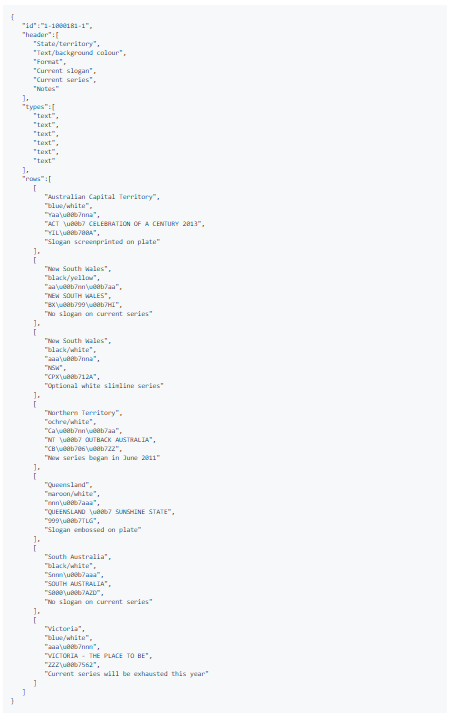 {
"id":"1-1000181-1",
"header":[
"State/territory",
"Text/background colour",
"Format",
"Current slogan",
"Current series",
"Notes"
],
"types":[
"text",
"text",
"text",
"text",
"text",
"text"
],
"rows":[
[
"Australian Capital Territory",
"blue/white",
"Yaa\u00b7nna",
"ACT \u00b7 CELEBRATION OF A CENTURY 2013",
"YIL\u00b700A",
"Slogan screenprinted on plate"
],
[
"New South Wales",
"black/yellow",
"aa\u00b7nn\u00b7aa",
"NEW SOUTH WALES",
"BX\u00b799\u00b7HI",
"No slogan on current series"
],
[
"New South Wales",
"black/white",
"aaa\u00b7nna",
"NSW",
"CPX\u00b712A",
"Optional white slimline series"
],
[
"Northern Territory",
"ochre/white",
"Ca\u00b7nn\u00b7aa",
"NT \u00b7 OUTBACK AUSTRALIA",
"CB\u00b706\u00b7ZZ",
"New series began in June 2011"
],
[
"Queensland",
"maroon/white",
"nnn\u00b7aaa",
"QUEENSLAND \u00b7 SUNSHINE STATE",
"999\u00b7TLG",
"Slogan embossed on plate"
],
[
"South Australia",
"black/white",
"Snnn\u00b7aaa",
"SOUTH AUSTRALIA",
"S000\u00b7AZD",
"No slogan on current series"
],
[
"Victoria",
"blue/white",
"aaa\u00b7nnn",
"VICTORIA - THE PLACE TO BE",
"ZZZ\u00b7562",
"Current series will be exhausted this year"
]
]
}